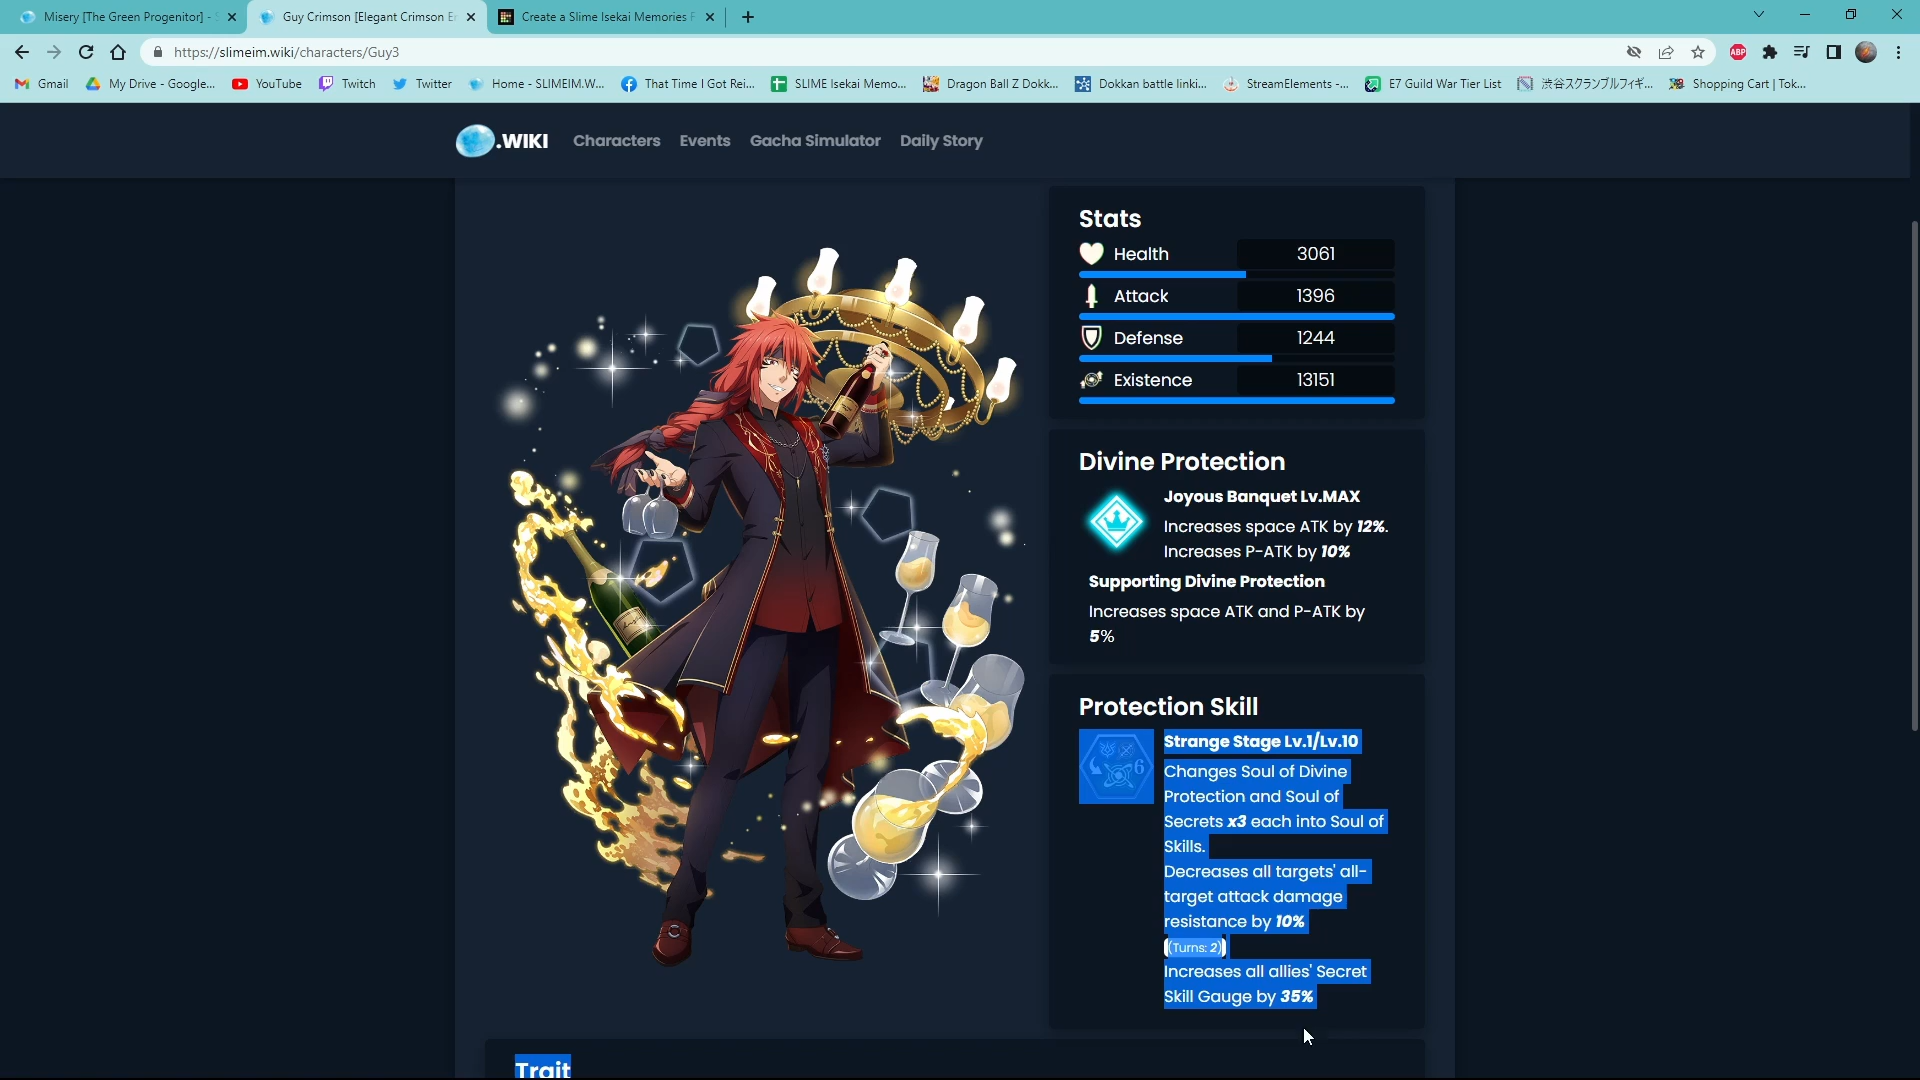 Misery [The Green Progenitor] - S
Guy Crimson [Elegant Crimson En
Create a Slime Isekai Memories F
https://slimeim.wiki/characters/Guy3
ABP
Gmail
My Drive - Google...
YouTube
Twitch
Twitter
Home - SLIMEIM.W...
That Time I Got Rei...
SLIME Isekai Memo...
Dragon Ball Z Dokk...
Dokkan battle linki...
StreamElements -...
E7 Guild War Tier List
渋谷スクランブルフィギ...
Shopping Cart | Tok...
.WIKI
Characters
Events
Gacha Simulator
Daily Story
Stats
Health 3061
Attack 1396
Defense 1244
Existence 13151
Divine Protection
Joyous Banquet Lv.MAX
Increases space ATK by 12%.
Increases P-ATK by 10%
Supporting Divine Protection
Increases space ATK and P-ATK by
5%
Protection Skill
6
Strange Stage Lv.1/Lv.10
Changes Soul of Divine
Protection and Soul of
Secrets x3 each into Soul of
Skills.
Decreases all targets' all-
target attack damage
resistance by 10%
(Turns: 2)
Increases all allies' Secret
Skill Gauge by 35%
Trait